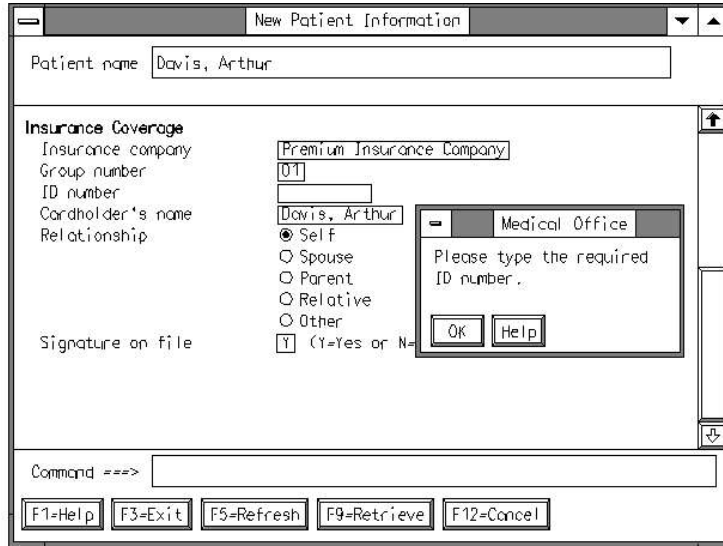 New Patient Information
Patient name Davis, Arthur
Insurance Coverage
Insurance company Premium Insurance Company
Group number 01
ID number
Cardholder's name Davis, Arthur
Relationship Self
Spouse
Parent
Relative
Other
Signature on file Y (Y=Yes or N=
Medical Office
Please type the required
ID number.
OK Help
Command ===>
F1=Help F3=Exit F5=Refresh F9=Retrieve F12=Cancel